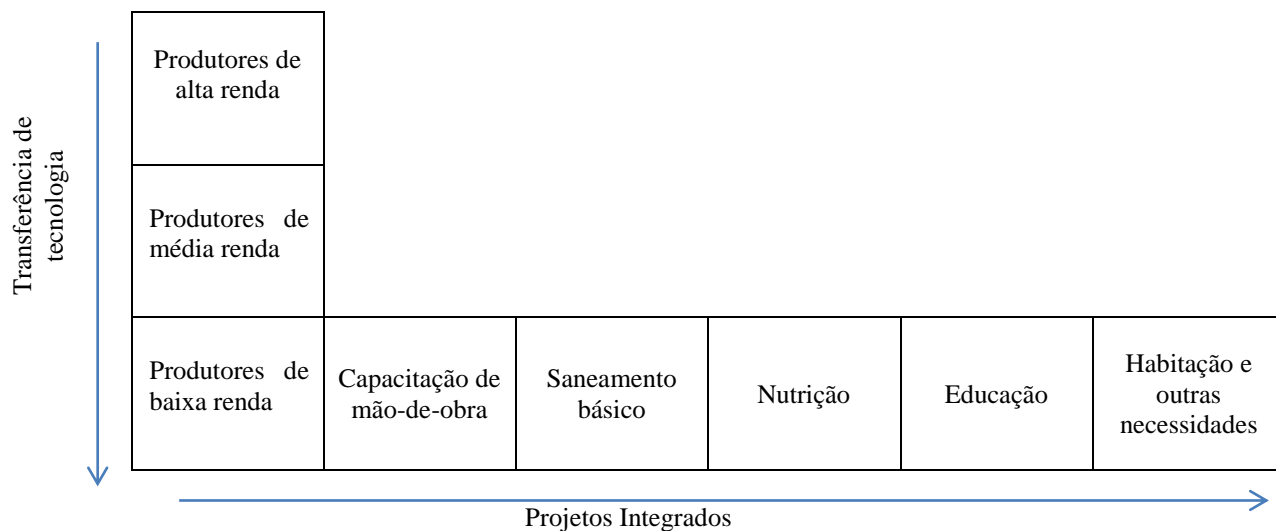 Transferência de
tecnologia
Produtores de
alta renda
Produtores de
média renda
Produtores de
baixa renda
Capacitação de
mão-de-obra
Saneamento
básico
Nutrição
Educação
Habitação e
outras
necessidades
Projetos Integrados